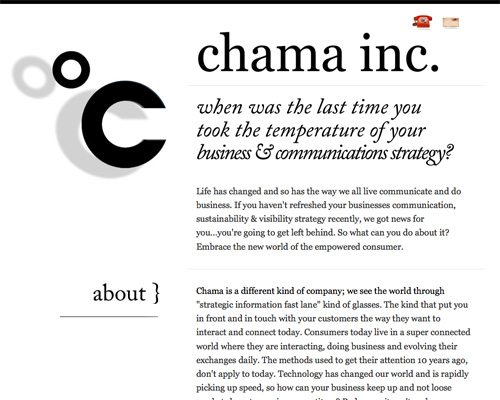 °C
chama inc.
when was the last time you
took the temperature of your
business & communications strategy?
Life has changed and so has the way we all live communicate and do
business. If you haven't refreshed your businesses communication,
sustainability & visibility strategy recently, we got news for
you...you're going to get left behind. So what can you do about it?
Embrace the new world of the empowered consumer.
about }
Chama is a different kind of company; we see the world through
"strategic information fast lane" kind of glasses. The kind that put you
in front and in touch with your customers the way they want to
interact and connect today. Consumers today live in a super connected
world where they are interacting, doing business and evolving their
exchanges daily. The methods used to get their attention 10 years ago,
don't apply to today. Technology has changed our world and is rapidly
picking up speed, so how can your business keep up and not loose